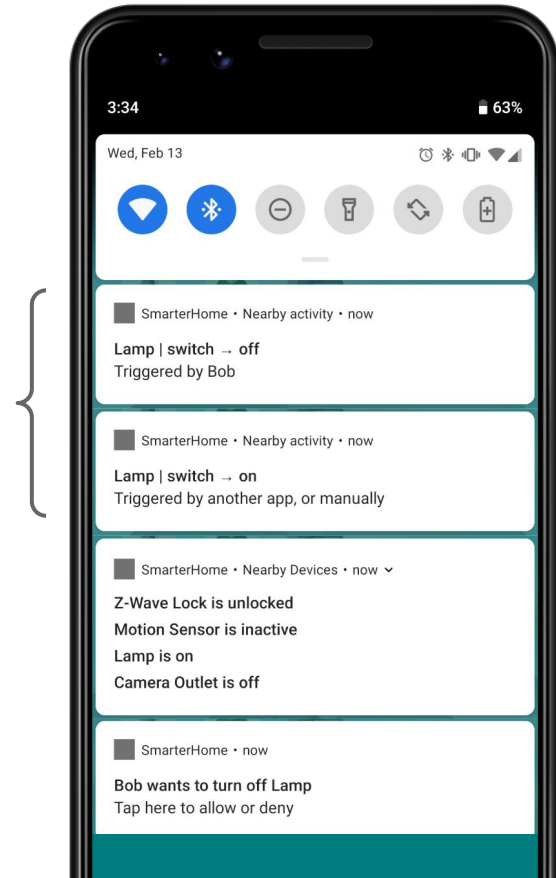 3:34 63%
Wed, Feb 13
SmarterHome • Nearby activity • now
Lamp | switch → off
Triggered by Bob
SmarterHome • Nearby activity • now
Lamp | switch → on
Triggered by another app, or manually
SmarterHome • Nearby Devices • now
Z-Wave Lock is unlocked
Motion Sensor is inactive
Lamp is on
Camera Outlet is off
SmarterHome • now
Bob wants to turn off Lamp
Tap here to allow or deny